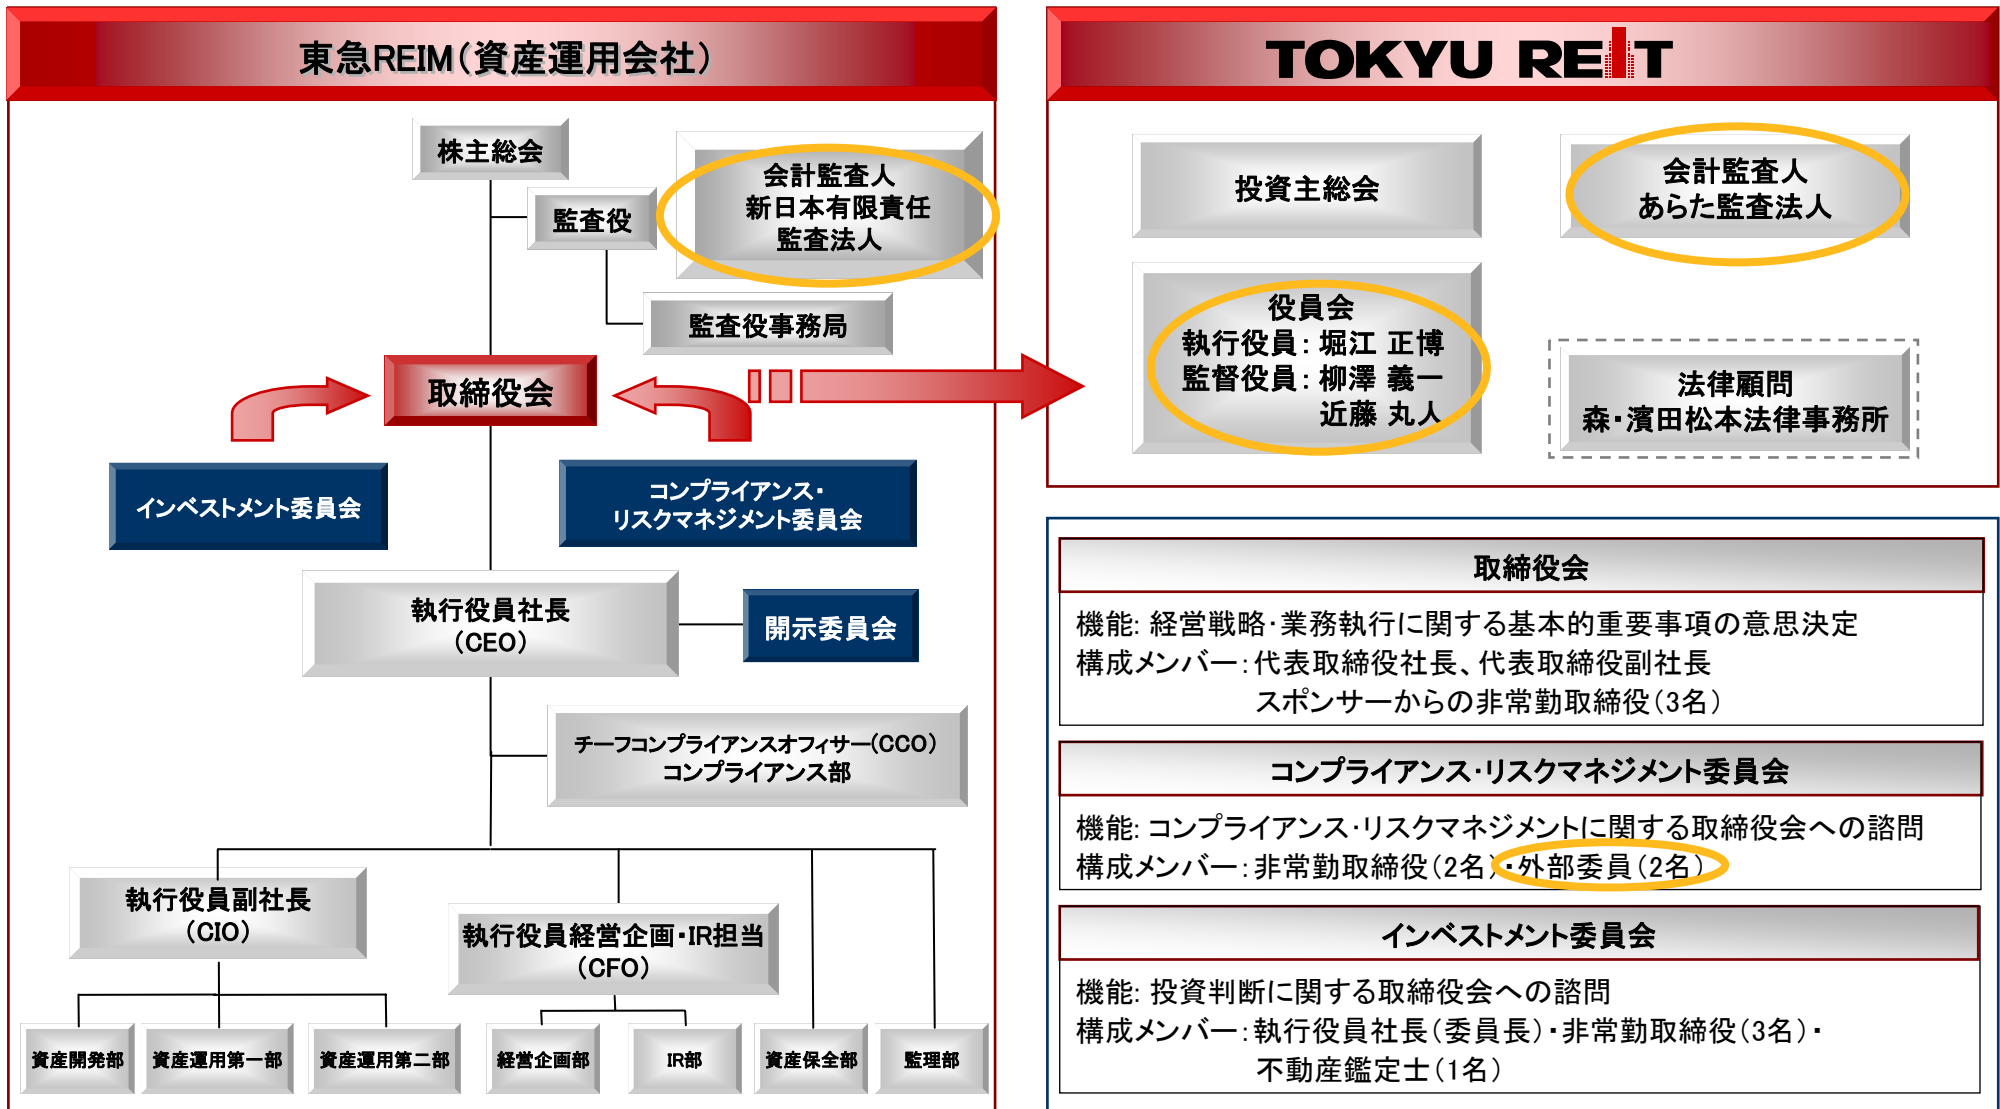 東急REIM(資産運用会社)
株主総会
監査役
会計監査人
新日本有限責任
監査法人
監査役事務局
取締役会
インベストメント委員会
コンプライアンス・
リスクマネジメント委員会
執行役員社長
(CEO)
開示委員会
チーフコンプライアンスオフィサー(CCO)
コンプライアンス部
執行役員副社長
(CIO)
執行役員経営企画・IR担当
(CFO)
資産開発部
資産運用第一部
資産運用第二部
経営企画部
IR部
資産保全部
監理部
TOKYU REIT
投資主総会
会計監査人
あらた監査法人
役員会
執行役員：堀江 正博
監督役員：柳澤 義一
近藤 丸人
法律顧問
森・濱田松本法律事務所
取締役会
機能: 経営戦略・業務執行に関する基本的重要事項の意思決定
構成メンバー：代表取締役社長、代表取締役副社長
スポンサーからの非常勤取締役(3名)
コンプライアンス・リスクマネジメント委員会
機能: コンプライアンス・リスクマネジメントに関する取締役会への諮問
構成メンバー：非常勤取締役(2名)・外部委員(2名)
インベストメント委員会
機能: 投資判断に関する取締役会への諮問
構成メンバー：執行役員社長(委員長)・非常勤取締役(3名)・
不動産鑑定士(1名)